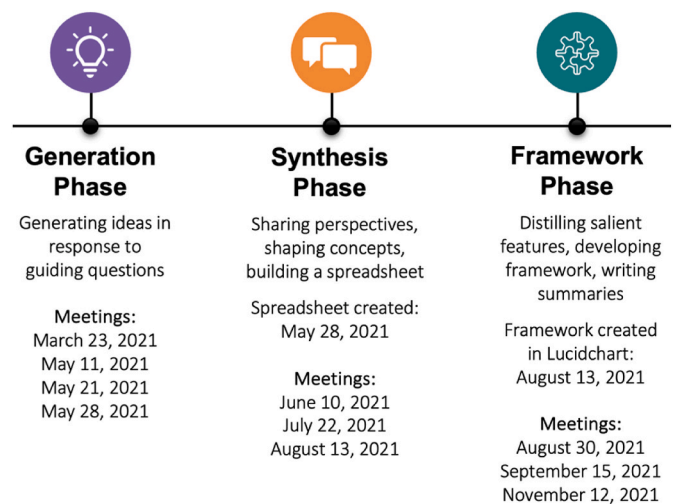 Generation
Phase
Generating ideas in
response to
guiding questions
Meetings:
March 23, 2021
May 11, 2021
May 21, 2021
May 28, 2021
Synthesis
Phase
Sharing perspectives,
shaping concepts,
building a spreadsheet
Spreadsheet created:
May 28, 2021
Meetings:
June 10, 2021
July 22, 2021
August 13, 2021
Framework
Phase
Distilling salient
features, developing
framework, writing
summaries
Framework created
in Lucidchart:
August 13, 2021
Meetings:
August 30, 2021
September 15, 2021
November 12, 2021